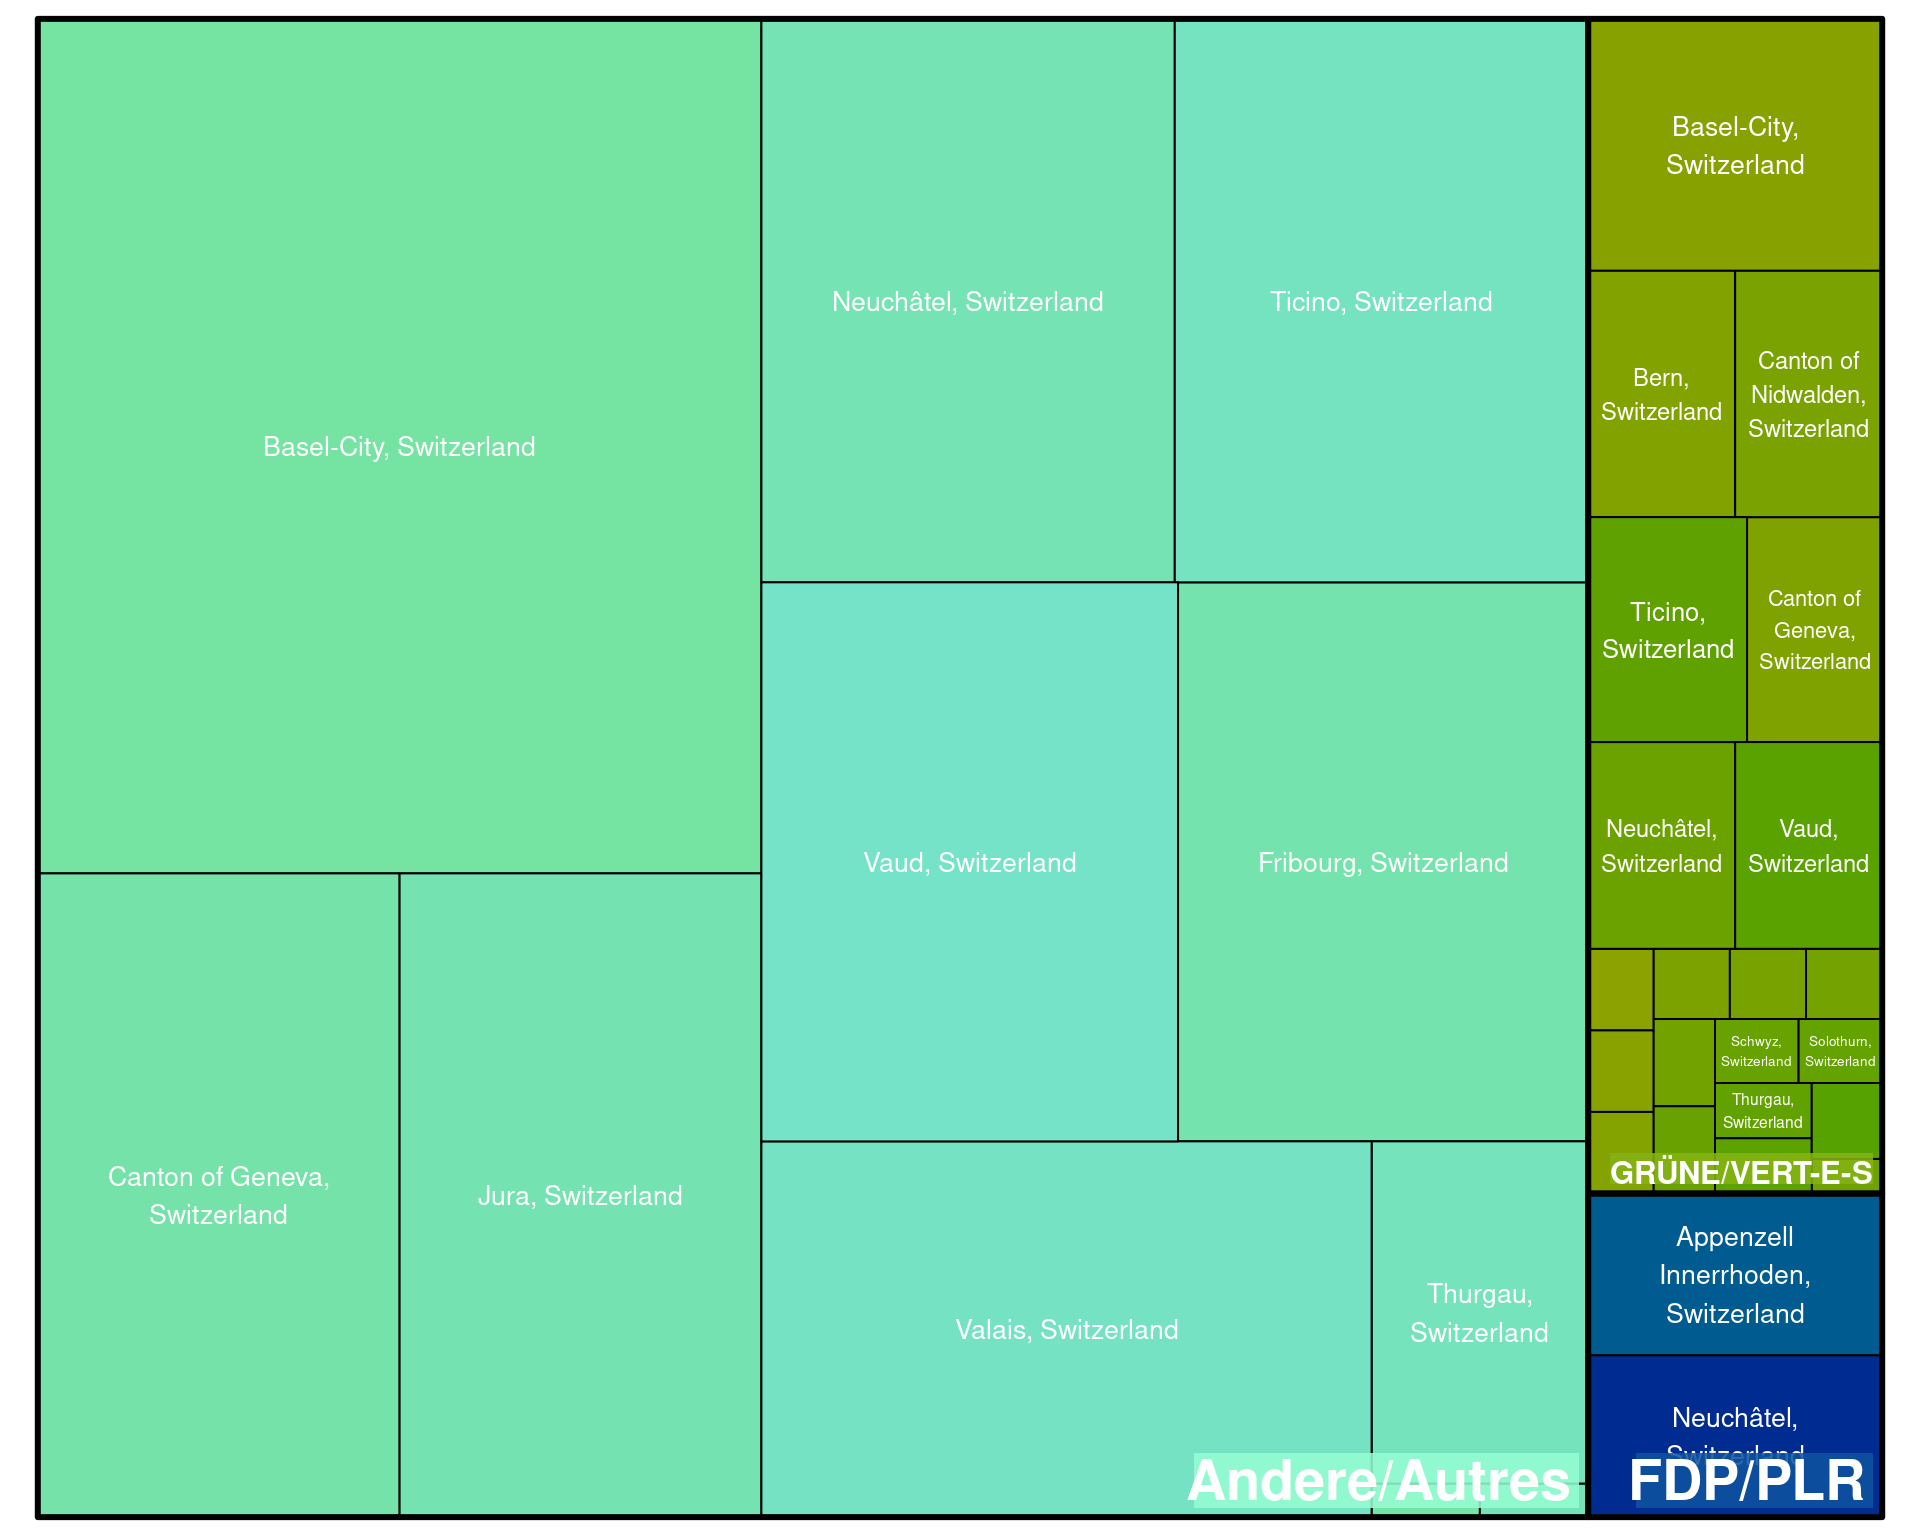 Basel-City, Switzerland
Neuchâtel, Switzerland
Ticino, Switzerland
Vaud, Switzerland
Fribourg, Switzerland
Canton of Geneva,
Switzerland
Jura, Switzerland
Valais, Switzerland
Thurgau,
Switzerland
Andere/Autres
Basel-City,
Switzerland
Bern,
Switzerland
Canton of
Nidwalden,
Switzerland
Ticino,
Switzerland
Canton of
Geneva,
Switzerland
Neuchâtel,
Switzerland
Vaud,
Switzerland
Schwyz,
Switzerland
Solothurn,
Switzerland
Thurgau,
Switzerland
GRÜNE/VERT-E-S
Appenzell
Innerrhoden,
Switzerland
Neuchâtel,
Switzerland
FDP/PLR